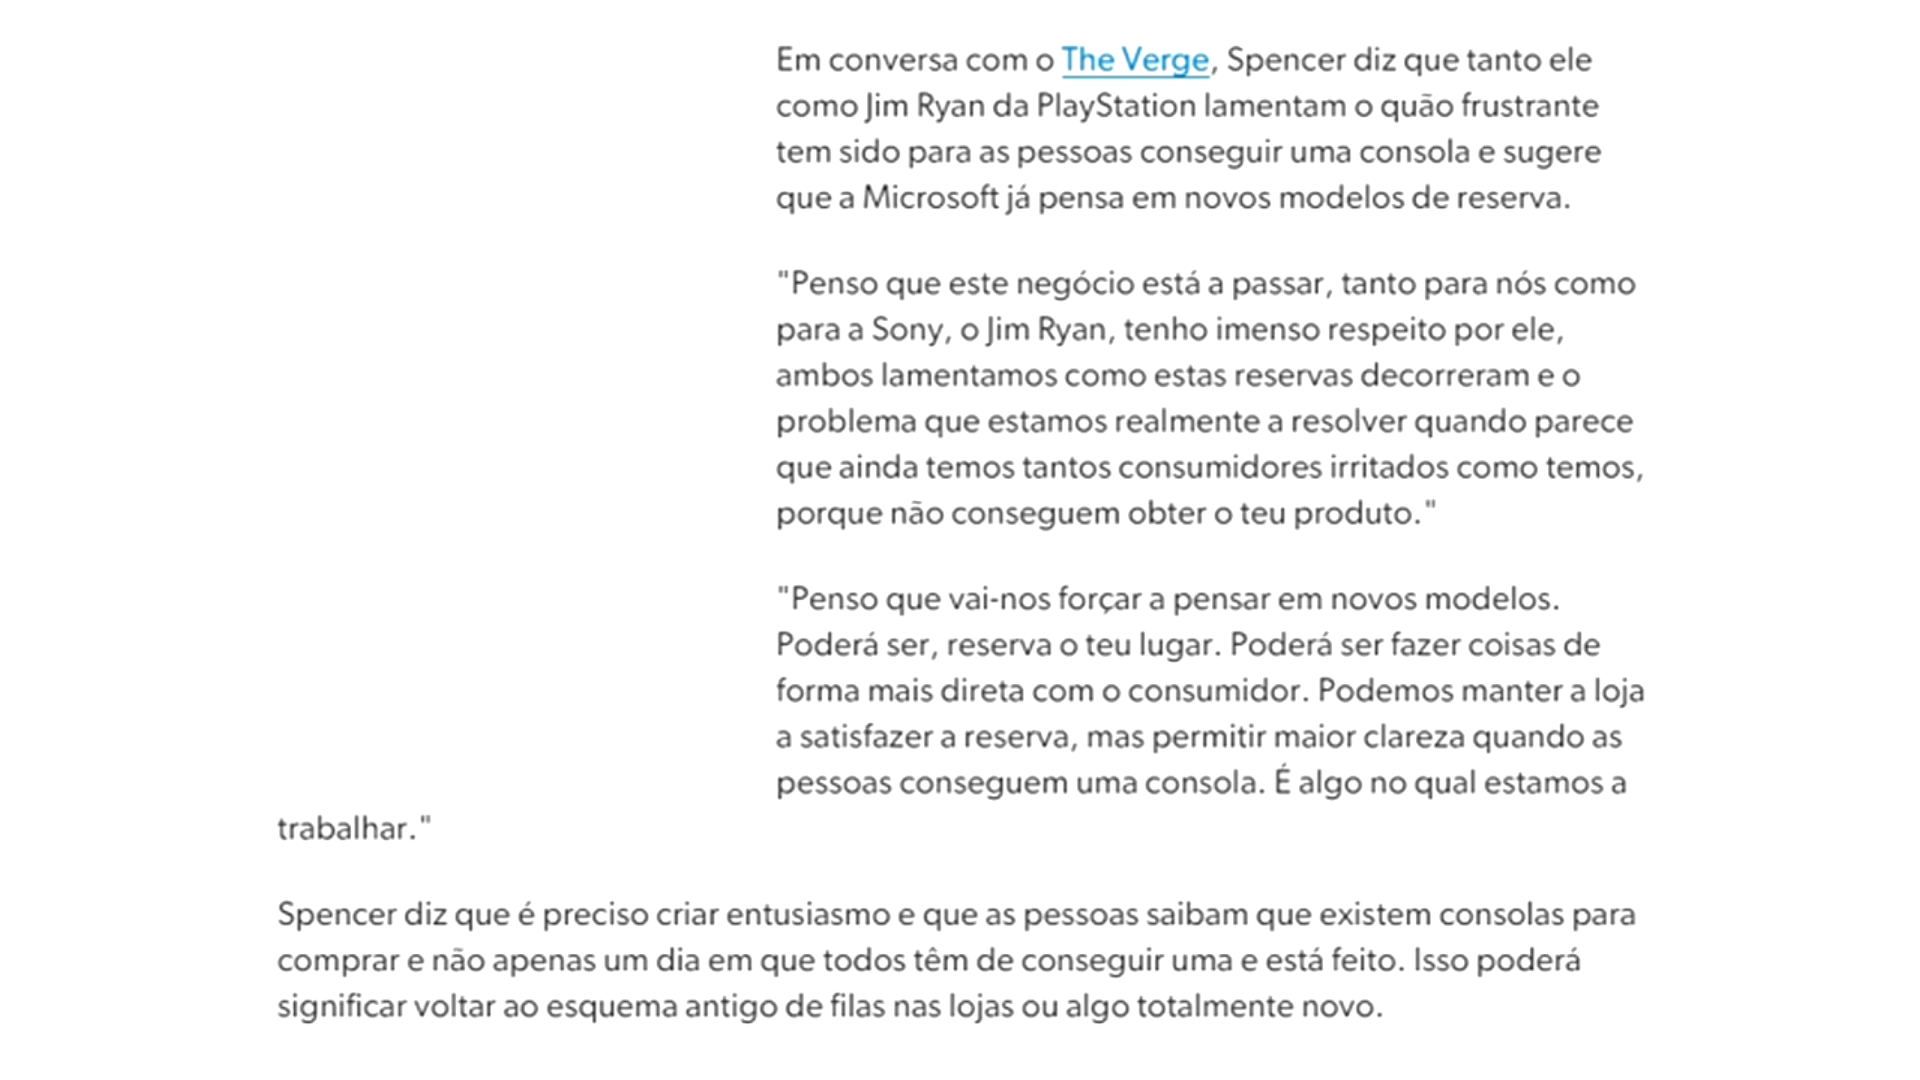 Em conversa com o The Verge, Spencer diz que tanto ele
como Jim Ryan da PlayStation lamentam o quão frustrante
tem sido para as pessoas conseguir uma consola e sugere
que a Microsoft já pensa em novos modelos de reserva.
"Penso que este negócio está a passar, tanto para nós como
para a Sony, o Jim Ryan, tenho imenso respeito por ele,
ambos lamentamos como estas reservas decorreram e o
problema que estamos realmente a resolver quando parece
que ainda temos tantos consumidores irritados como temos,
porque não conseguem obter o teu produto."
"Penso que vai-nos forçar a pensar em novos modelos.
Poderá ser, reserva o teu lugar. Poderá ser fazer coisas de
forma mais direta com o consumidor. Podemos manter a loja
a satisfazer a reserva, mas permitir maior clareza quando as
pessoas conseguem uma consola. É algo no qual estamos a
trabalhar."
Spencer diz que é preciso criar entusiasmo e que as pessoas saibam que existem consolas para
comprar e não apenas um dia em que todos têm de conseguir uma e está feito. Isso poderá
significar voltar ao esquema antigo de filas nas lojas ou algo totalmente novo.